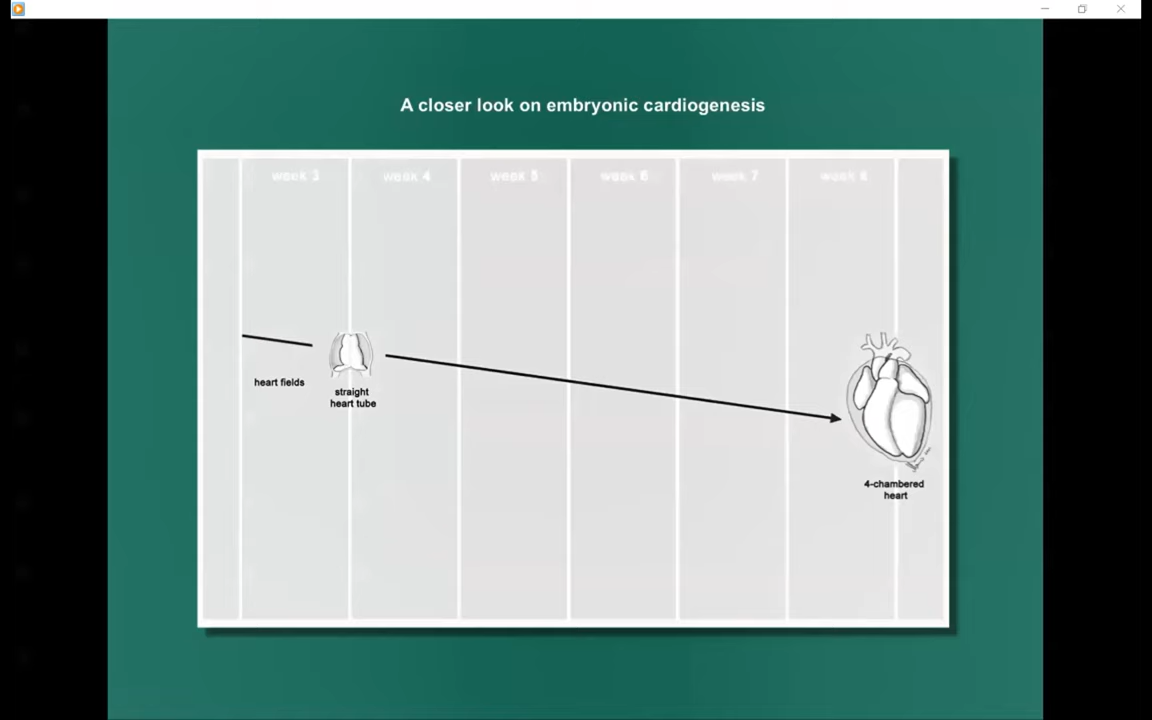 A closer look on embryonic cardiogenesis
week 3
week 4
week 5
week 6
week 7
week 8
heart fields
straight
heart tube
4-chambered
heart